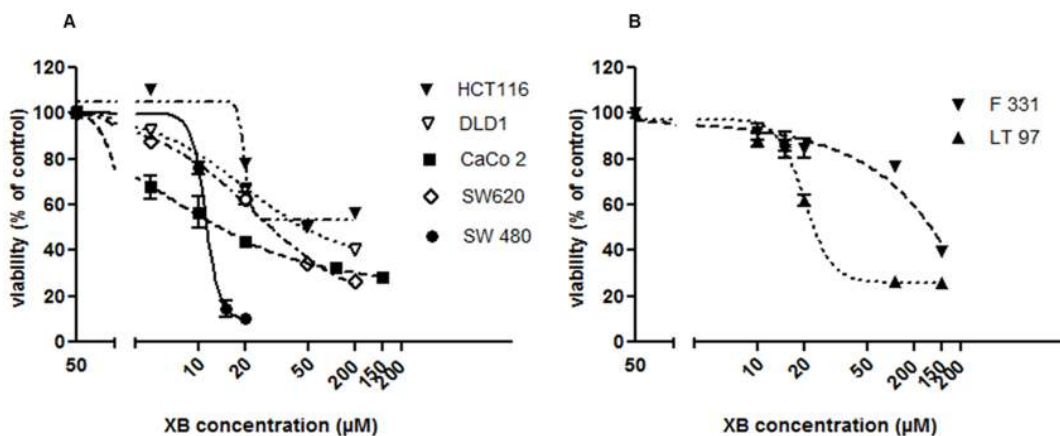 A
B
120
100
80
60
40
20
0
viability (% of control)
50
10
20
50
200
150
200
XB concentration (µM)
HCT116
DLD1
CaCo 2
SW620
SW 480
120
100
80
60
40
20
0
viability (% of control)
50
10
20
50
200
150
200
XB concentration (µM)
F 331
LT 97